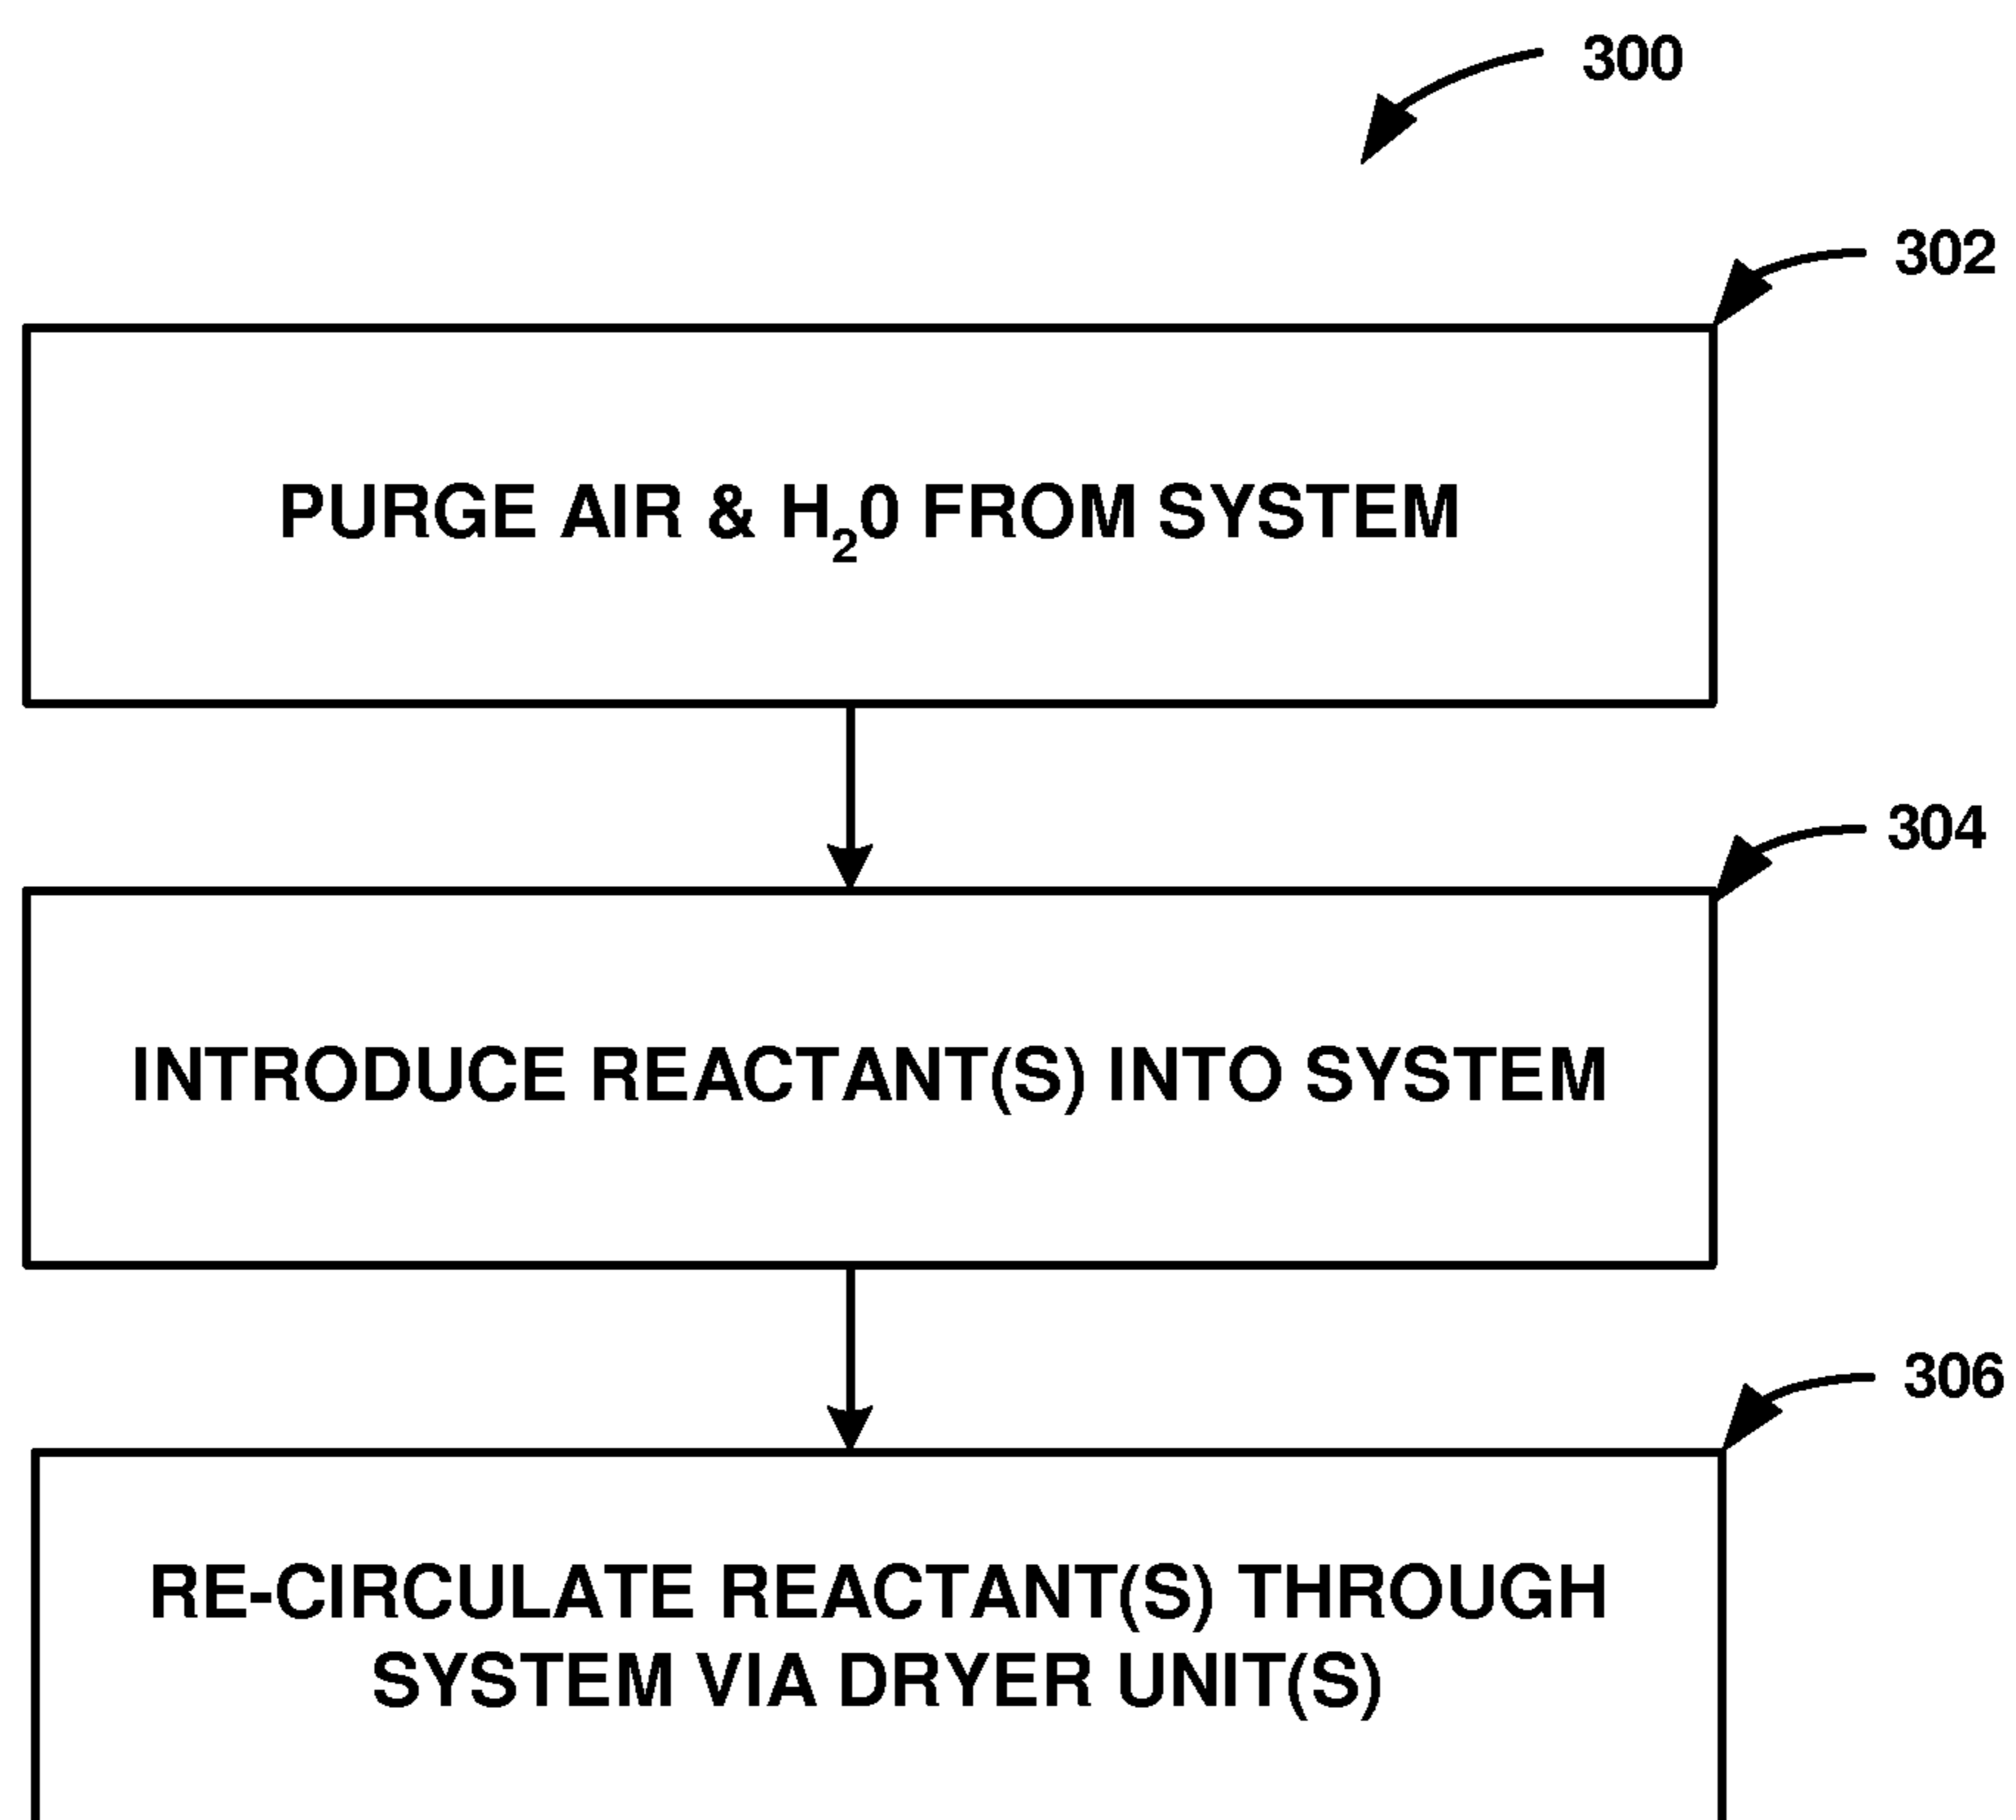 300
302
PURGE AIR & H₂0 FROM SYSTEM
304
INTRODUCE REACTANT(S) INTO SYSTEM
306
RE-CIRCULATE REACTANT(S) THROUGH
SYSTEM VIA DRYER UNIT(S)